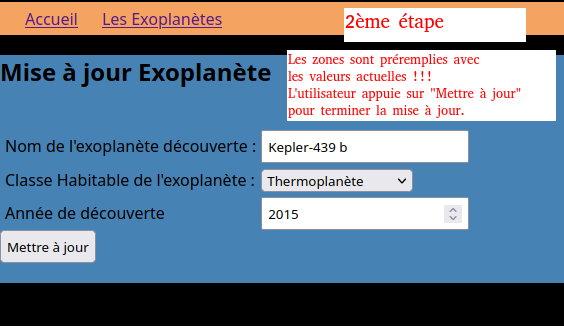 Accueil Les Exoplanètes
2ème étape
Les zones sont préremplies avec
les valeurs actuelles !!!
L'utilisateur appuie sur "Mettre à jour"
pour terminer la mise à jour.
Mise à jour Exoplanète
Nom de l'exoplanète découverte : Kepler-439 b
Classe Habitable de l'exoplanète : Thermoplanète
Année de découverte 2015
Mettre à jour